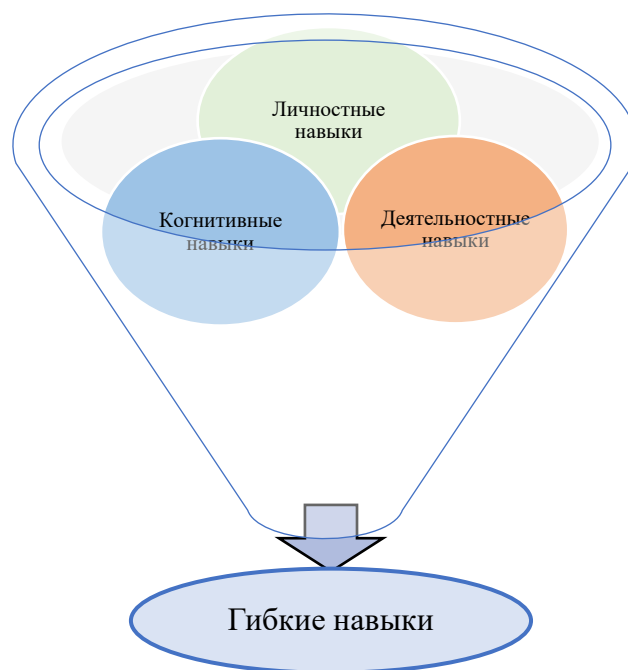 Личностные
навыки
Когнитивные
навыки
Деятельностные
навыки
Гибкие навыки